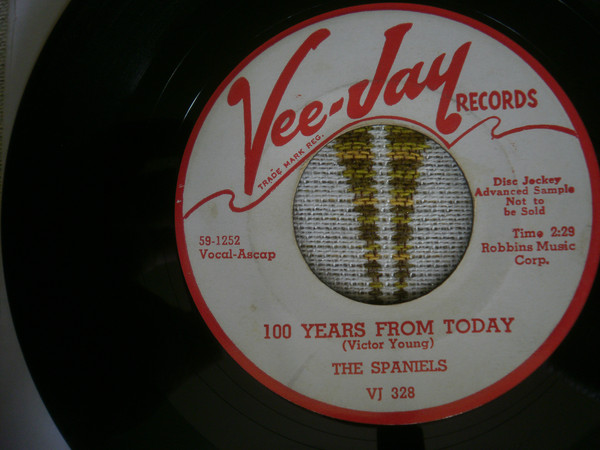 Vee-Jay
RECORDS
TRADE MARK REG.
Disc Jockey
Advanced Sample
Not to
be Sold
59-1252
Vocal-Ascap
Time 2:29
Robbins Music
Corp.
100 YEARS FROM TODAY
(Victor Young)
THE SPANIELS
VJ 328